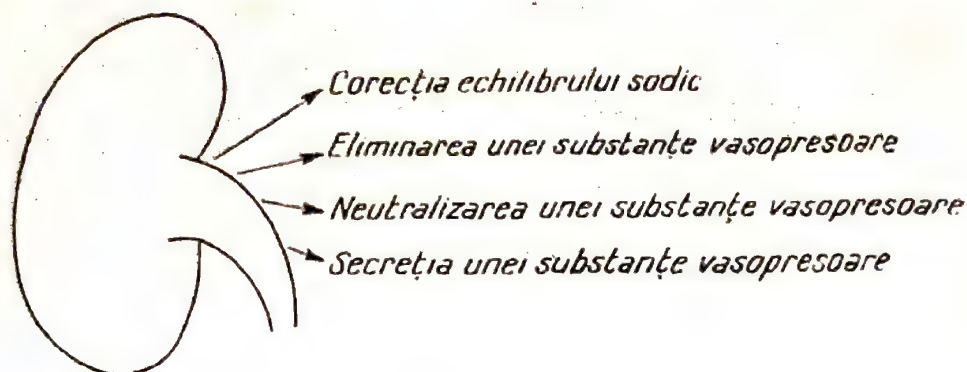 Corecția echilibrului sodic
Eliminarea unei substanțe vasopresoare
Neutralizarea unei substanțe vasopresoare
Secreția unei substanțe vasopresoare